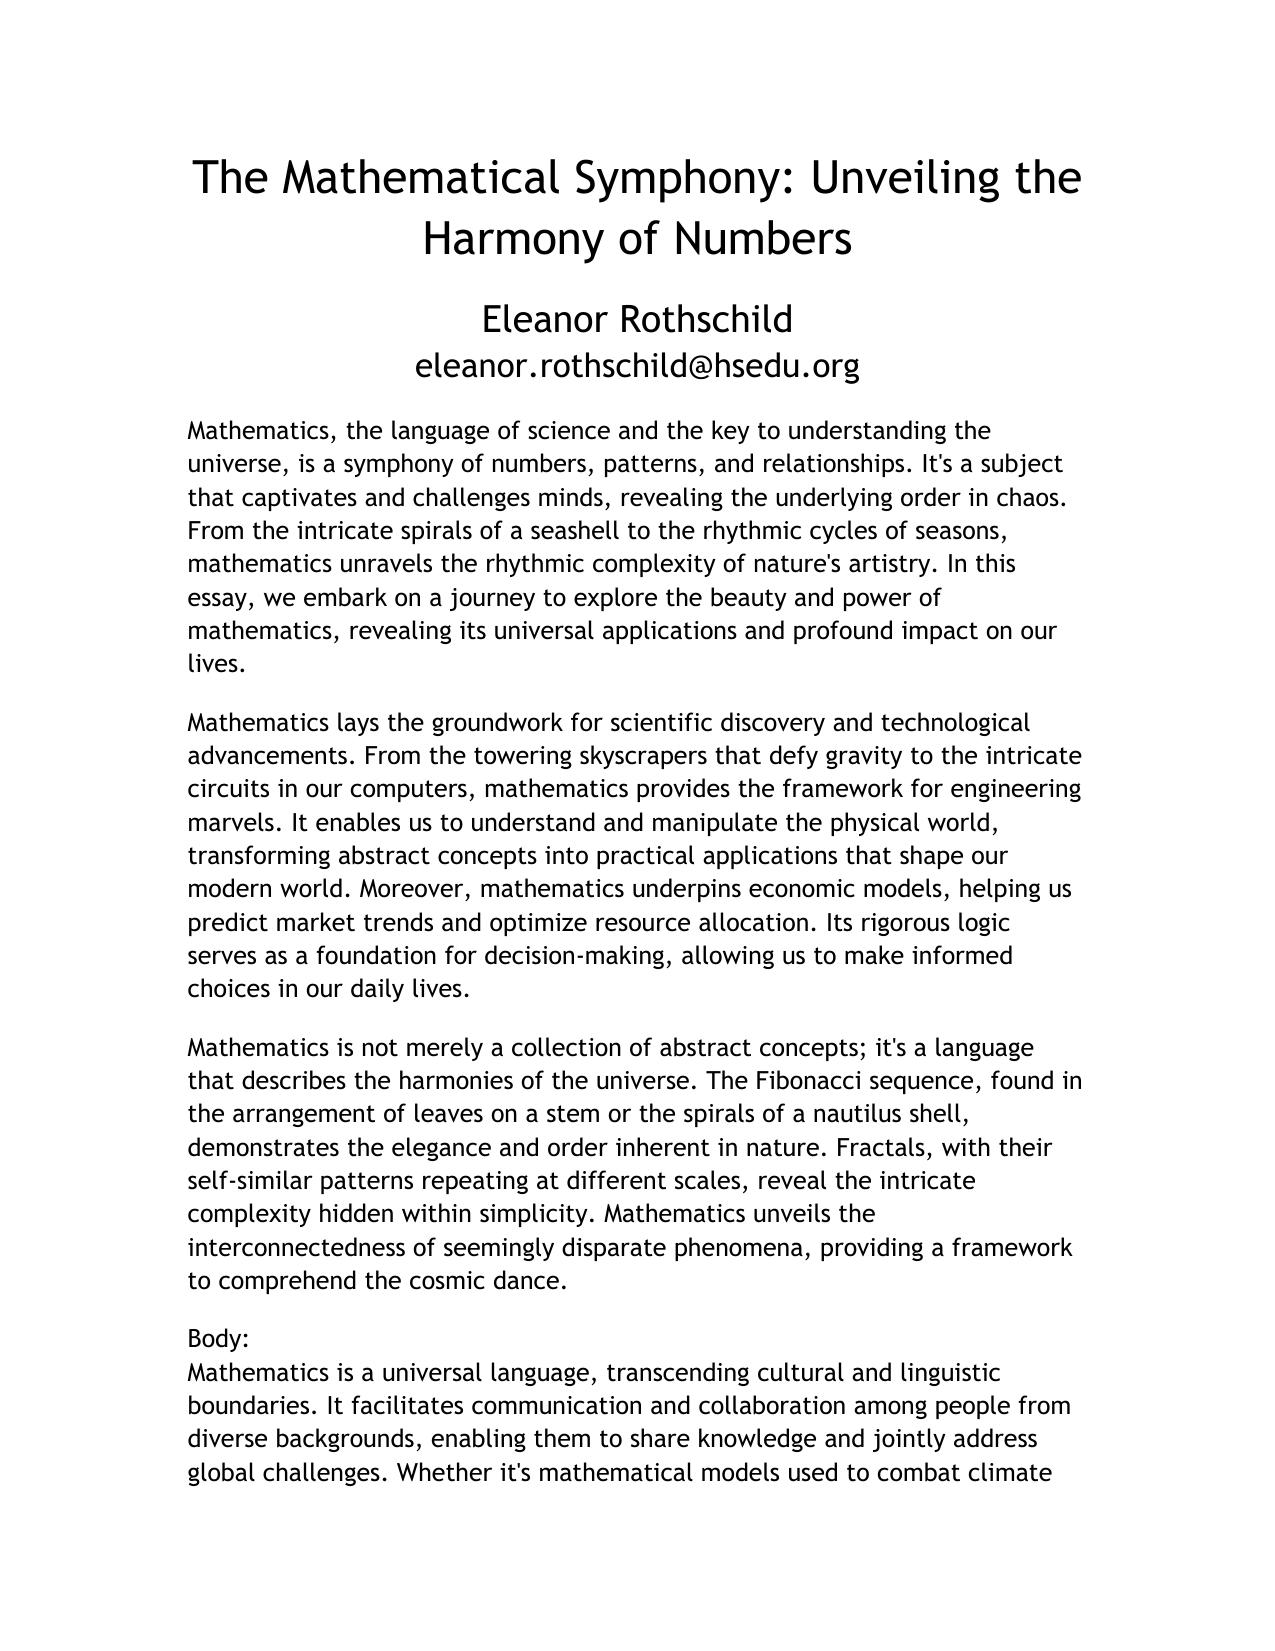 The Mathematical Symphony: Unveiling the
Harmony of Numbers
Eleanor Rothschild
eleanor.rothschild@hsedu.org
Mathematics, the language of science and the key to understanding the
universe, is a symphony of numbers, patterns, and relationships. It's a subject
that captivates and challenges minds, revealing the underlying order in chaos.
From the intricate spirals of a seashell to the rhythmic cycles of seasons,
mathematics unravels the rhythmic complexity of nature's artistry. In this
essay, we embark on a journey to explore the beauty and power of
mathematics, revealing its universal applications and profound impact on our
lives.
Mathematics lays the groundwork for scientific discovery and technological
advancements. From the towering skyscrapers that defy gravity to the intricate
circuits in our computers, mathematics provides the framework for engineering
marvels. It enables us to understand and manipulate the physical world,
transforming abstract concepts into practical applications that shape our
modern world. Moreover, mathematics underpins economic models, helping us
predict market trends and optimize resource allocation. Its rigorous logic
serves as a foundation for decision-making, allowing us to make informed
choices in our daily lives.
Mathematics is not merely a collection of abstract concepts; it's a language
that describes the harmonies of the universe. The Fibonacci sequence, found in
the arrangement of leaves on a stem or the spirals of a nautilus shell,
demonstrates the elegance and order inherent in nature. Fractals, with their
self-similar patterns repeating at different scales, reveal the intricate
complexity hidden within simplicity. Mathematics unveils the
interconnectedness of seemingly disparate phenomena, providing a framework
to comprehend the cosmic dance.
Body:
Mathematics is a universal language, transcending cultural and linguistic
boundaries. It facilitates communication and collaboration among people from
diverse backgrounds, enabling them to share knowledge and jointly address
global challenges. Whether it's mathematical models used to combat climate